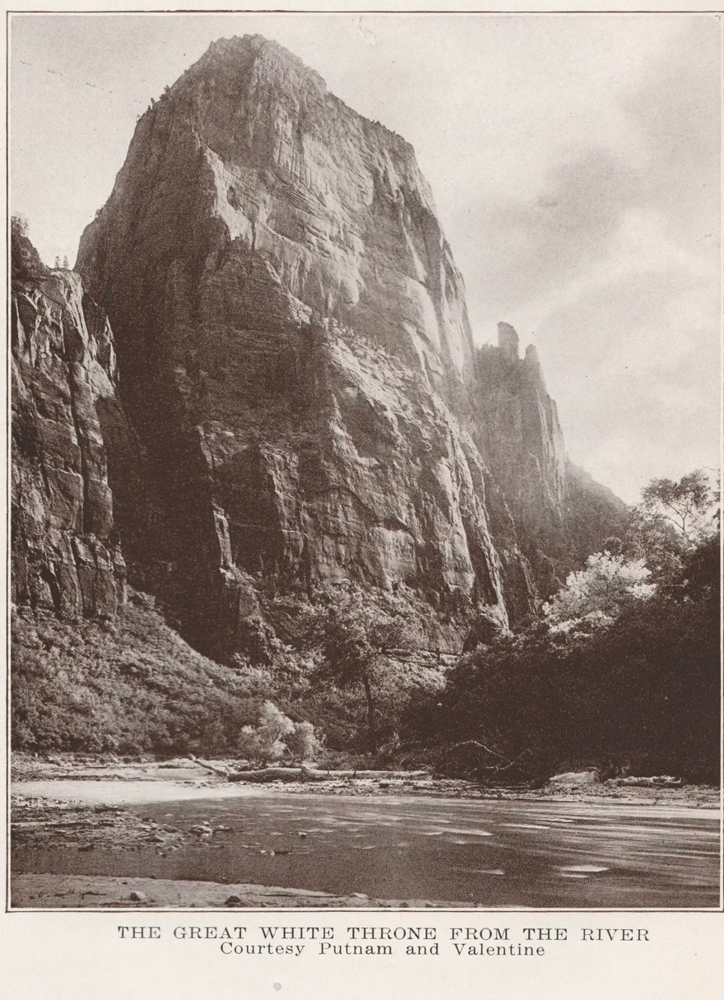 THE GREAT WHITE THRONE FROM THE RIVER
Courtesy Putnam and Valentine